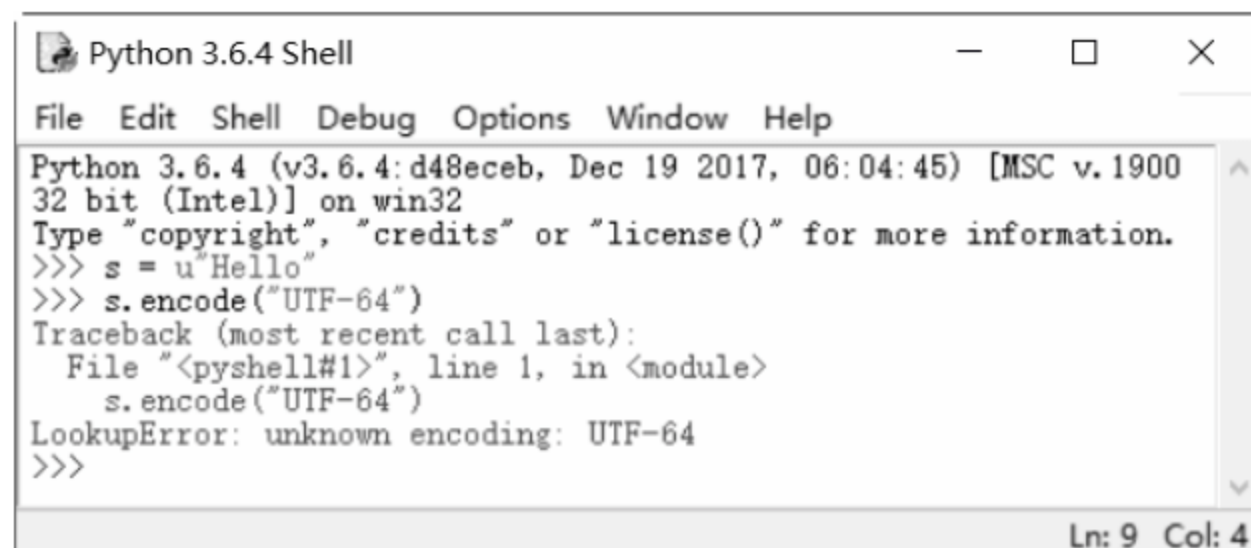 Python 3.6.4 Shell
File Edit Shell Debug Options Window Help
Python 3.6.4 (v3.6.4:d48eceb, Dec 19 2017, 06:04:45) [MSC v.1900
32 bit (Intel)] on win32
Type "copyright", "credits" or "license()" for more information.
>>> s = u"Hello"
>>> s.encode("UTF-64")
Traceback (most recent call last):
  File "<pyshell#1>", line 1, in <module>
    s.encode("UTF-64")
LookupError: unknown encoding: UTF-64
>>>
Ln: 9 Col: 4